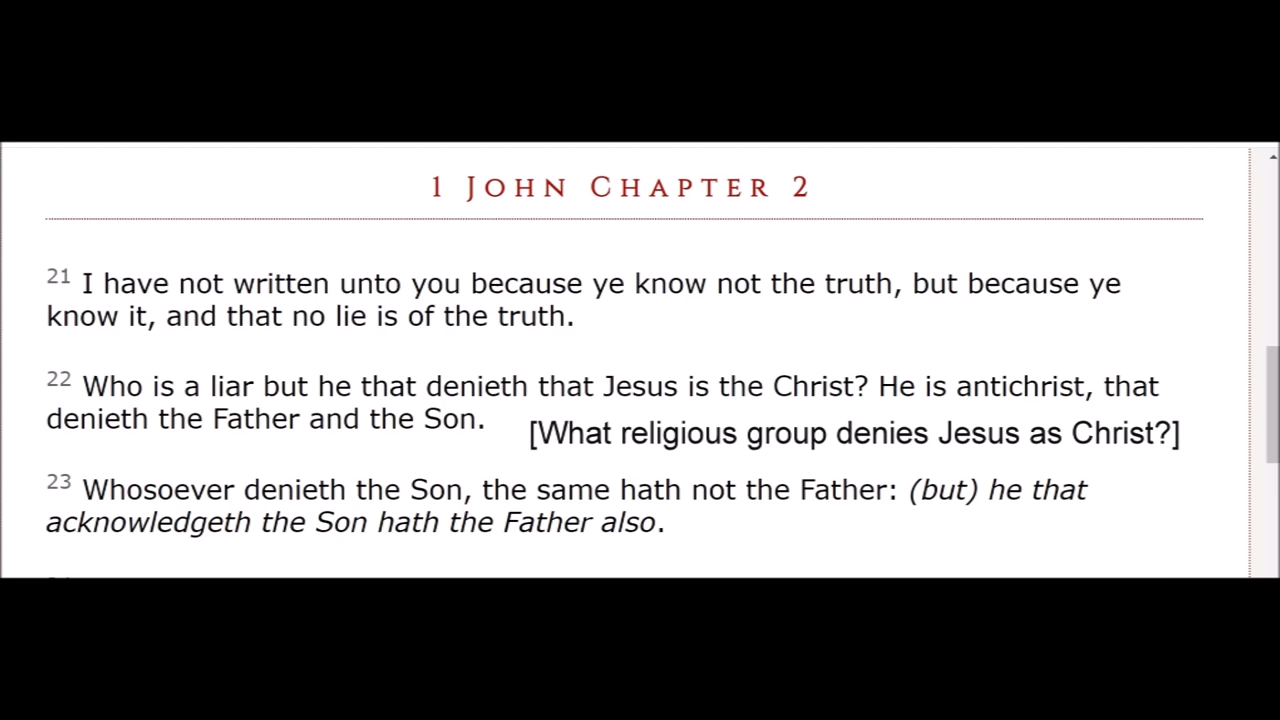 1 John Chapter 2
21 I have not written unto you because ye know not the truth, but because ye
know it, and that no lie is of the truth.
22 Who is a liar but he that denieth that Jesus is the Christ? He is antichrist, that
denieth the Father and the Son.
[What religious group denies Jesus as Christ?]
23 Whosoever denieth the Son, the same hath not the Father: (but) he that
acknowledgeth the Son hath the Father also.